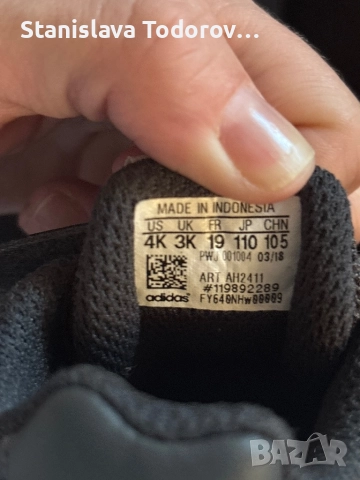 Stanislava Todorov...
MADE IN INDONESIA
US UK FR JP CHN
4K 3K 19 110 105
PWJ 001004 03/18
ART AH2411
#119892289
adidas FY640NHW00009
BAZAR